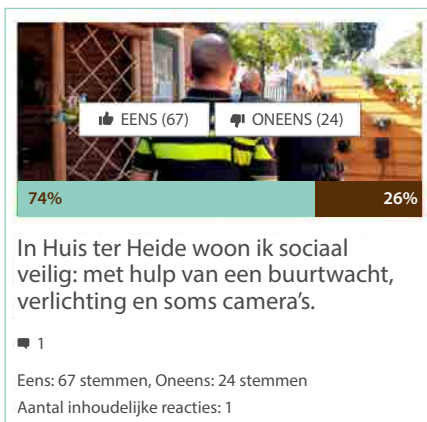 EENS (67) ONEENS (24)
74% 26%
In Huis ter Heide woon ik sociaal
veilig: met hulp van een buurtwacht,
verlichting en soms camera's.
1
Eens: 67 stemmen, Oneens: 24 stemmen
Aantal inhoudelijke reacties: 1